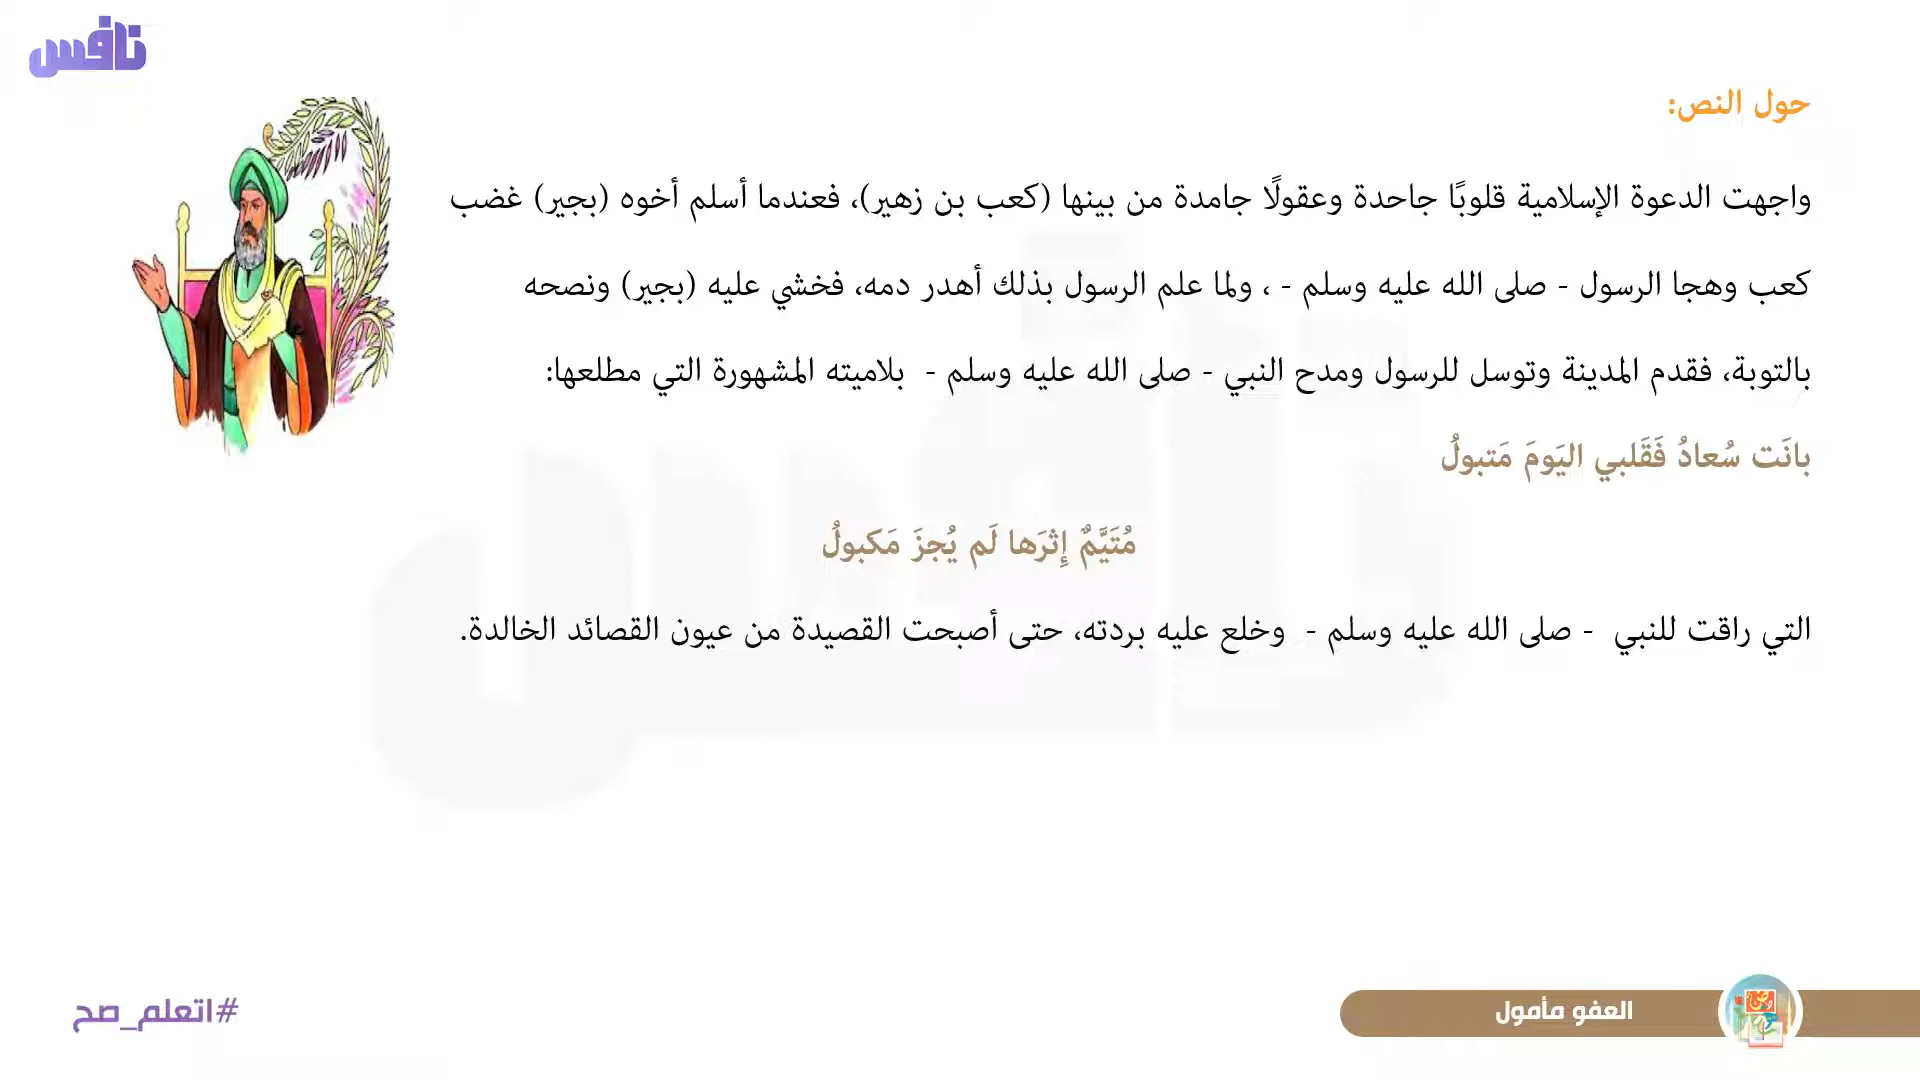 نافس
حول النص:
واجهت الدعوة الإسلامية قلوبًا جاحدة وعقولًا جامدة من بينها (كعب بن زهير)، فعندما أسلم أخوه (بجير) غضب
كعب وهجا الرسول - صلى الله عليه وسلم - ، ولما علم الرسول بذلك أهدر دمه، فخشي عليه (بجير) ونصحه
بالتوبة، فقدم المدينة وتوسل للرسول ومدح النبي - صلى الله عليه وسلم - بلاميته المشهورة التي مطلعها:
بانَت سُعادُ فَقَلبي اليَومَ مَتبولُ
مُتَيَّمٌ إِثرَها لَم يُجزَ مَكبولُ
التي راقت للنبي - صلى الله عليه وسلم - وخلع عليه بردته، حتى أصبحت القصيدة من عيون القصائد الخالدة.
العفو مأمول
#اتعلم_صح